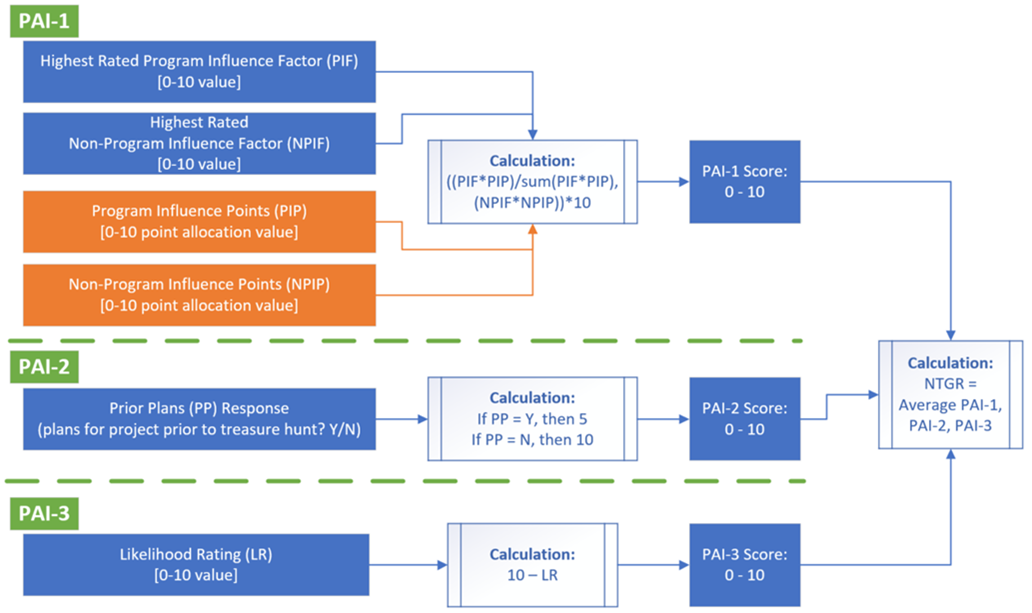 PAI-1
Highest Rated Program Influence Factor (PIF)
[0-10 value]
Highest Rated
Non-Program Influence Factor (NPIF)
[0-10 value]
Program Influence Points (PIP)
[0-10 point allocation value]
Non-Program Influence Points (NPIP)
[0-10 point allocation value]
Calculation:
((PIF*PIP)/sum(PIF*PIP),
(NPIF*NPIP))*10
PAI-1 Score:
0 - 10
PAI-2
Prior Plans (PP) Response
(plans for project prior to treasure hunt? Y/N)
Calculation:
If PP = Y, then 5
If PP = N, then 10
PAI-2 Score:
0 - 10
Calculation:
NTGR =
Average PAI-1,
PAI-2, PAI-3
PAI-3
Likelihood Rating (LR)
[0-10 value]
Calculation:
10 – LR
PAI-3 Score:
0 - 10